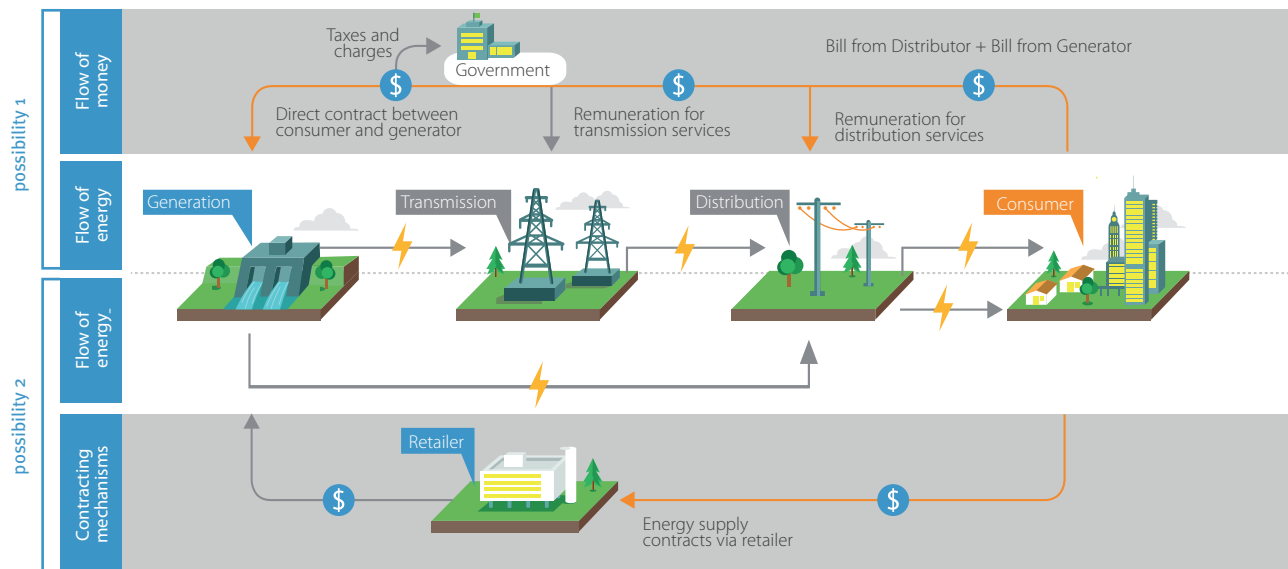 possibility 1
Flow of
money
Taxes and
charges
Government
Bill from Distributor + Bill from Generator
$
$
$
Direct contract between
consumer and generator
Remuneration for
transmission services
Remuneration for
distribution services
Flow of
energy
Generation
Transmission
Distribution
Consumer
possibility 2
Flow of
energy_
Contracting
mechanisms
Retailer
$
$
Energy supply
contracts via retailer